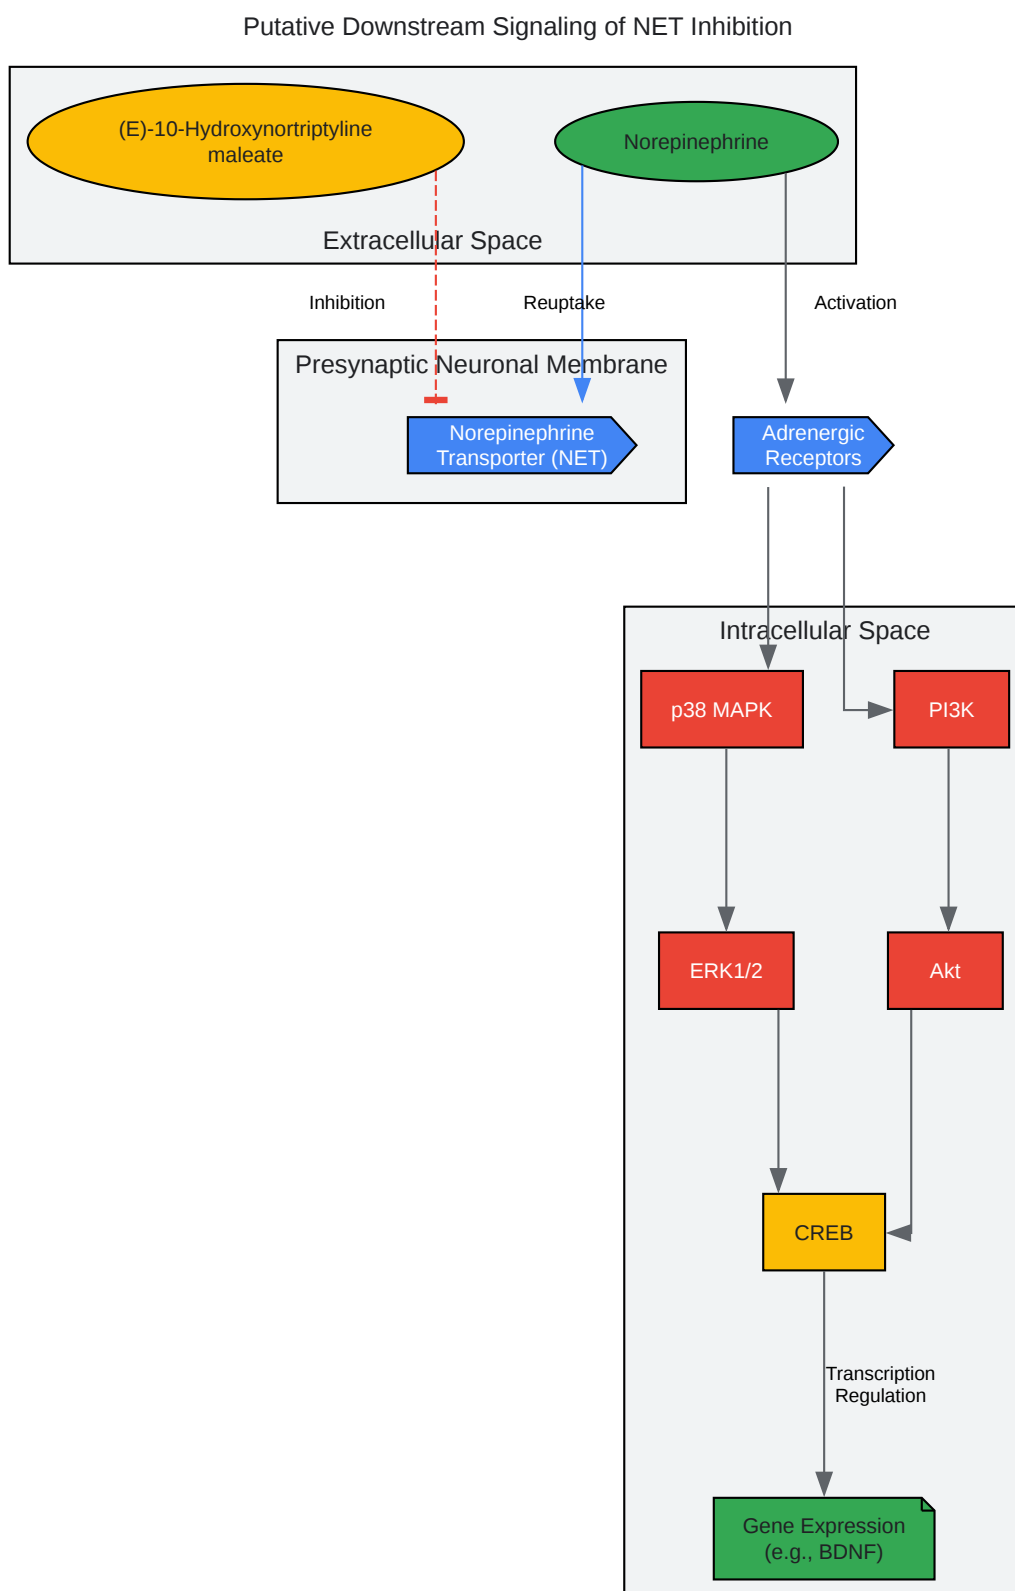 Putative Downstream Signaling of NET Inhibition
(E)-10-Hydroxynortriptyline
maleate
Norepinephrine
Extracellular Space
Inhibition
Reuptake
Activation
Presynaptic Neuronal Membrane
Norepinephrine
Transporter (NET)
Adrenergic
Receptors
Intracellular Space
p38 MAPK
PI3K
ERK1/2
Akt
CREB
Transcription
Regulation
Gene Expression
(e.g., BDNF)